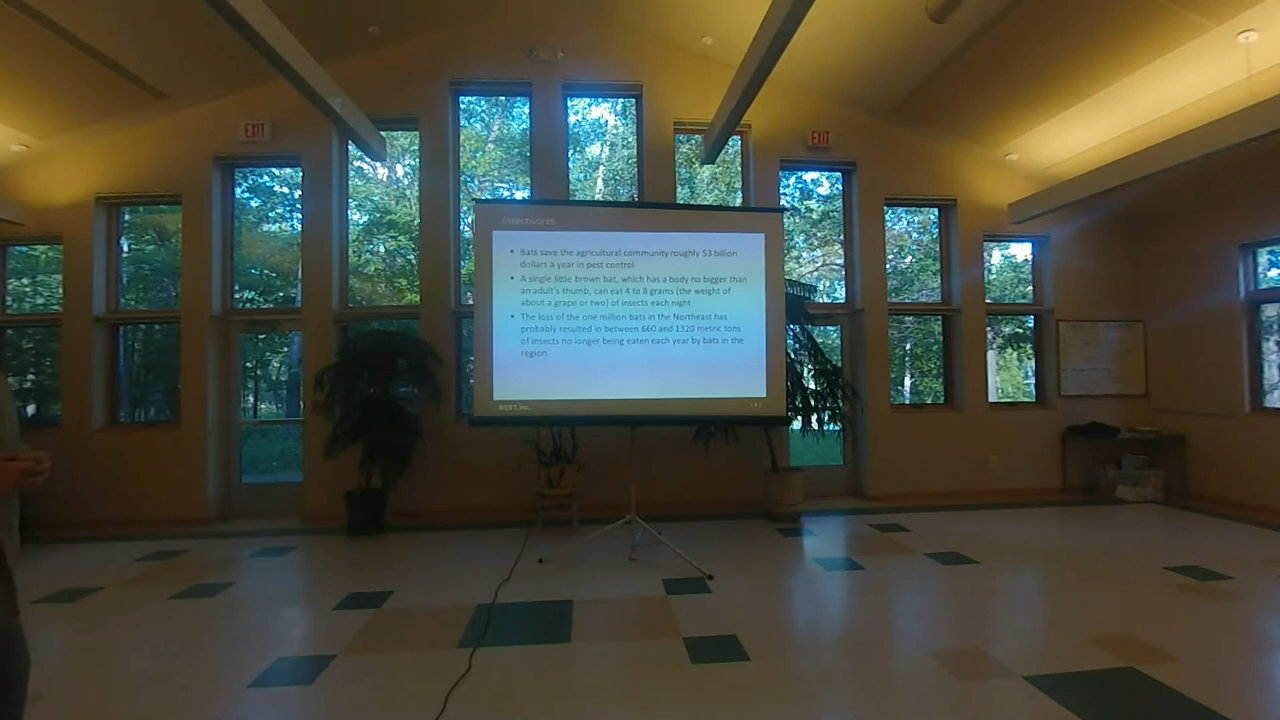 EXIT
EXIT
Insectivores
• Bats save the agricultural community roughly $3 billion
dollars a year in pest control
• A single little brown bat, which has a body no bigger than
an adult's thumb, can eat 4 to 8 grams (the weight of
about a grape or two) of insects each night
• The loss of the one million bats in the Northeast has
probably resulted in between 660 and 1320 metric tons
of insects no longer being eaten each year by bats in the
region
BEST Inc.